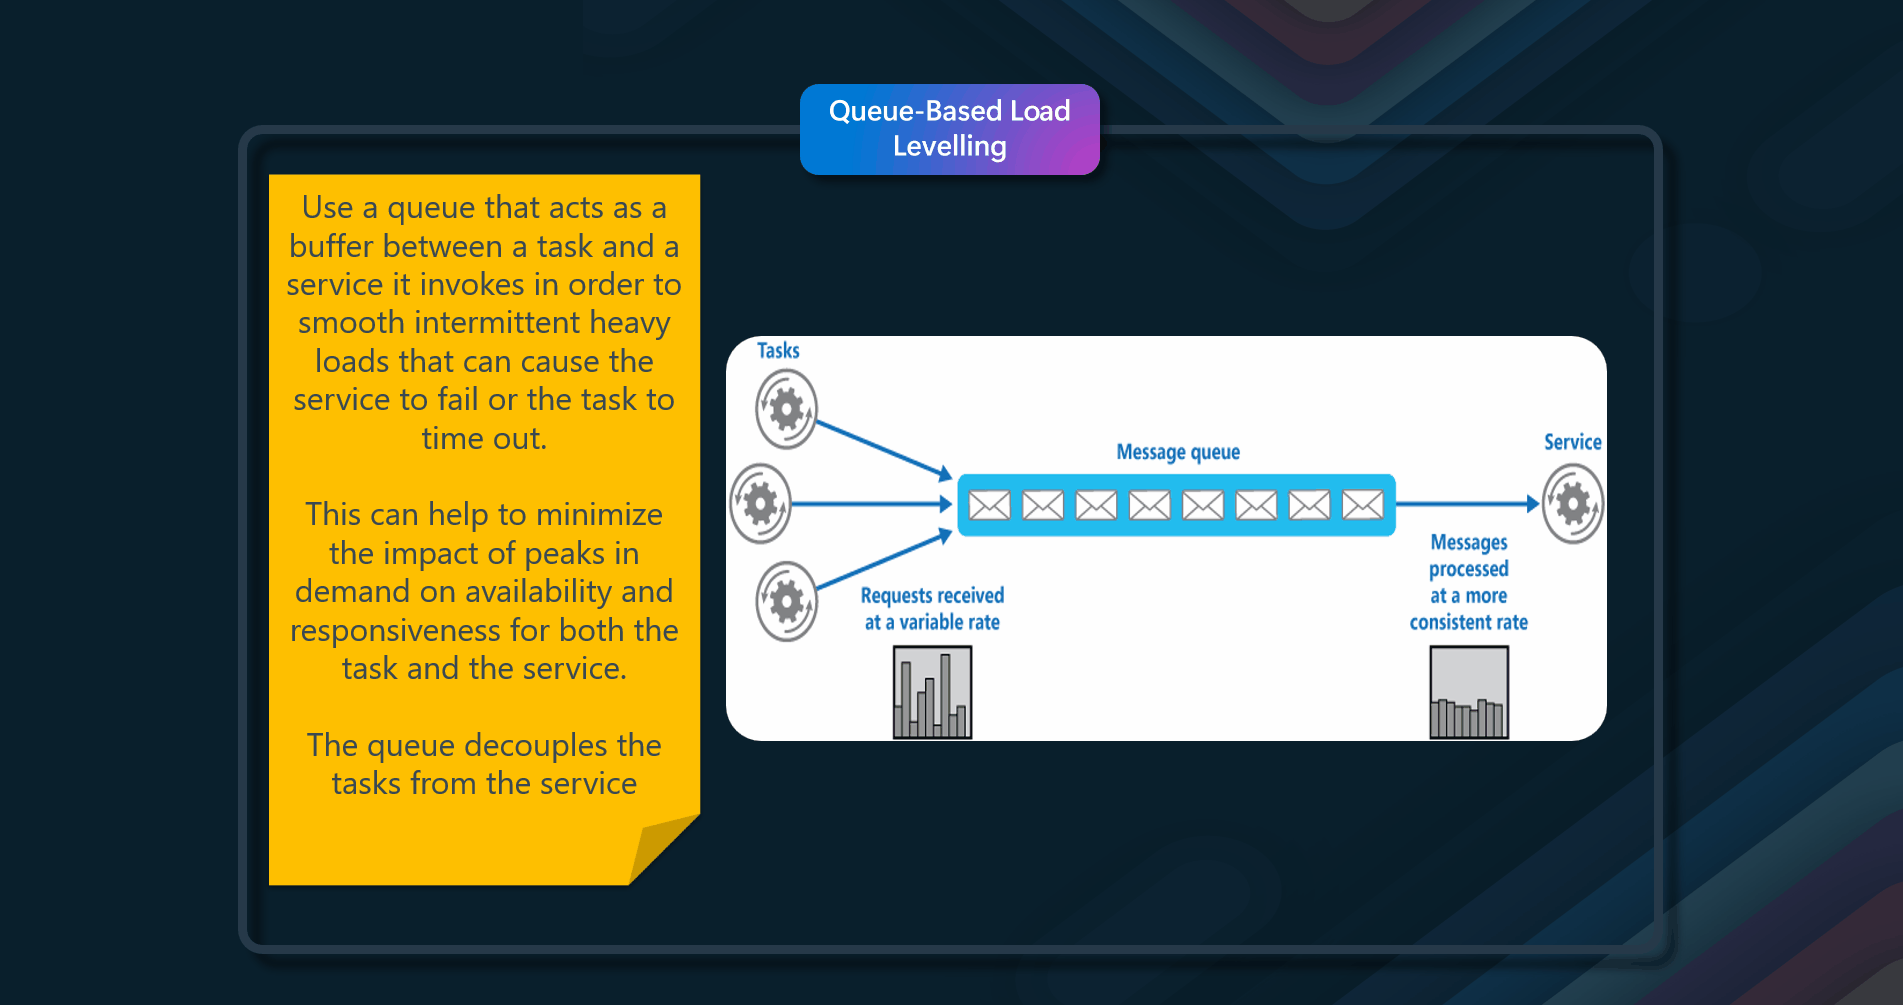 Queue-Based Load
Levelling
Use a queue that acts as a
buffer between a task and a
service it invokes in order to
smooth intermittent heavy
loads that can cause the
service to fail or the task to
time out.
This can help to minimize
the impact of peaks in
demand on availability and
responsiveness for both the
task and the service.
The queue decouples the
tasks from the service
Tasks
Message queue
Service
Requests received
at a variable rate
Messages
processed
at a more
consistent rate